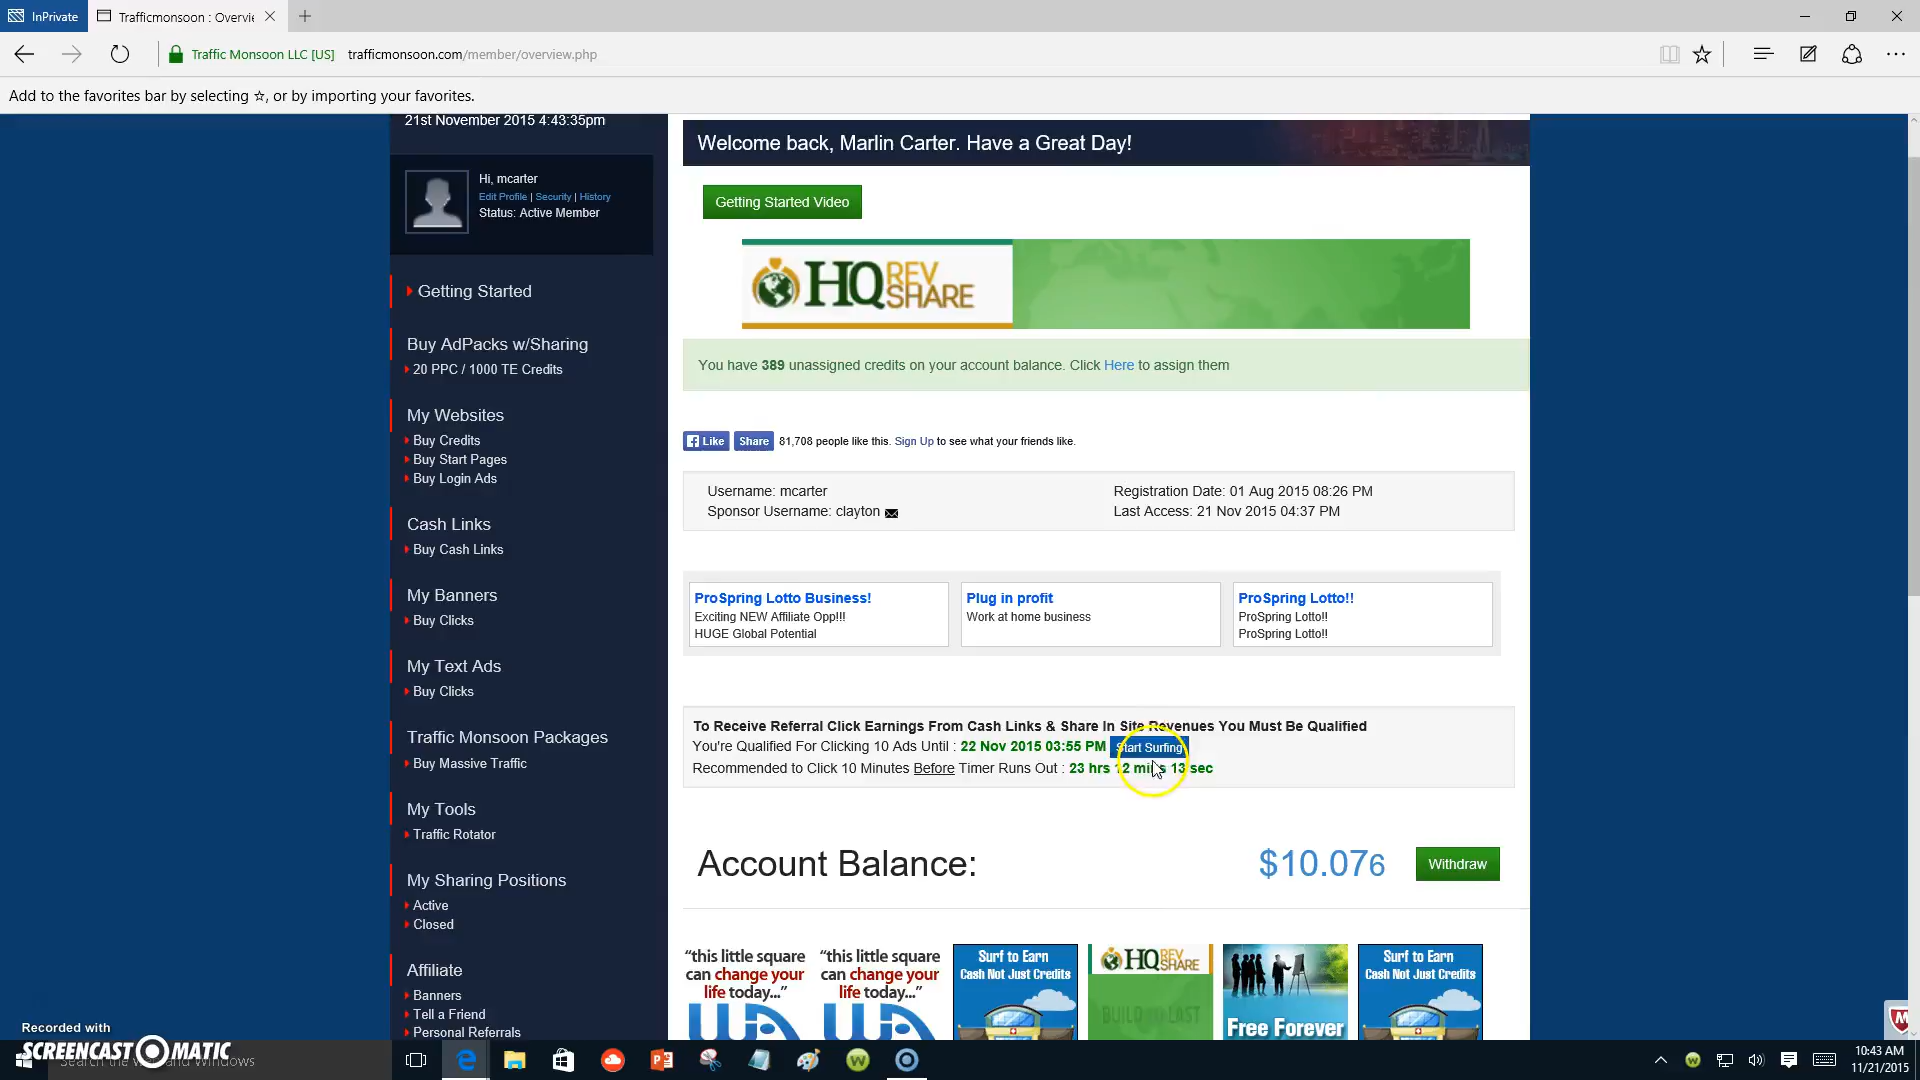 InPrivate
Trafficmonsoon : Overvie
Traffic Monsoon LLC [US]
trafficmonsoon.com/member/overview.php
Add to the favorites bar by selecting ☆, or by importing your favorites.
21st November 2015 4:43:35pm
Hi, mcarter
Edit Profile | Security | History
Status: Active Member
Getting Started
Buy AdPacks w/Sharing
20 PPC / 1000 TE Credits
My Websites
Buy Credits
Buy Start Pages
Buy Login Ads
Cash Links
Buy Cash Links
My Banners
Buy Clicks
My Text Ads
Buy Clicks
Traffic Monsoon Packages
Buy Massive Traffic
My Tools
Traffic Rotator
My Sharing Positions
Active
Closed
Affiliate
Banners
Tell a Friend
Personal Referrals
Welcome back, Marlin Carter. Have a Great Day!
Getting Started Video
HQ REV
SHARE
You have 389 unassigned credits on your account balance. Click Here to assign them
Like Share 81,708 people like this. Sign Up to see what your friends like.
Username: mcarter
Sponsor Username: clayton
Registration Date: 01 Aug 2015 08:26 PM
Last Access: 21 Nov 2015 04:37 PM
ProSpring Lotto Business!
Exciting NEW Affiliate Opp!!!
HUGE Global Potential
Plug in profit
Work at home business
ProSpring Lotto!!
ProSpring Lotto!!
ProSpring Lotto!!
To Receive Referral Click Earnings From Cash Links & Share In Site Revenues You Must Be Qualified
You're Qualified For Clicking 10 Ads Until : 22 Nov 2015 03:55 PM Start Surfing
Recommended to Click 10 Minutes Before Timer Runs Out : 23 hrs 12 mins 13 sec
Account Balance:
$10.076
Withdraw
“this little square
can change your
life today...”
“this little square
can change your
life today...”
Surf to Earn
Cash Not Just Credits
HQ REV
SHARE
BUILD TO LAST
Free Forever
Surf to Earn
Cash Not Just Credits
Recorded with
SCREENCAST MATIC
Search the web and Windows
10:43 AM
11/21/2015